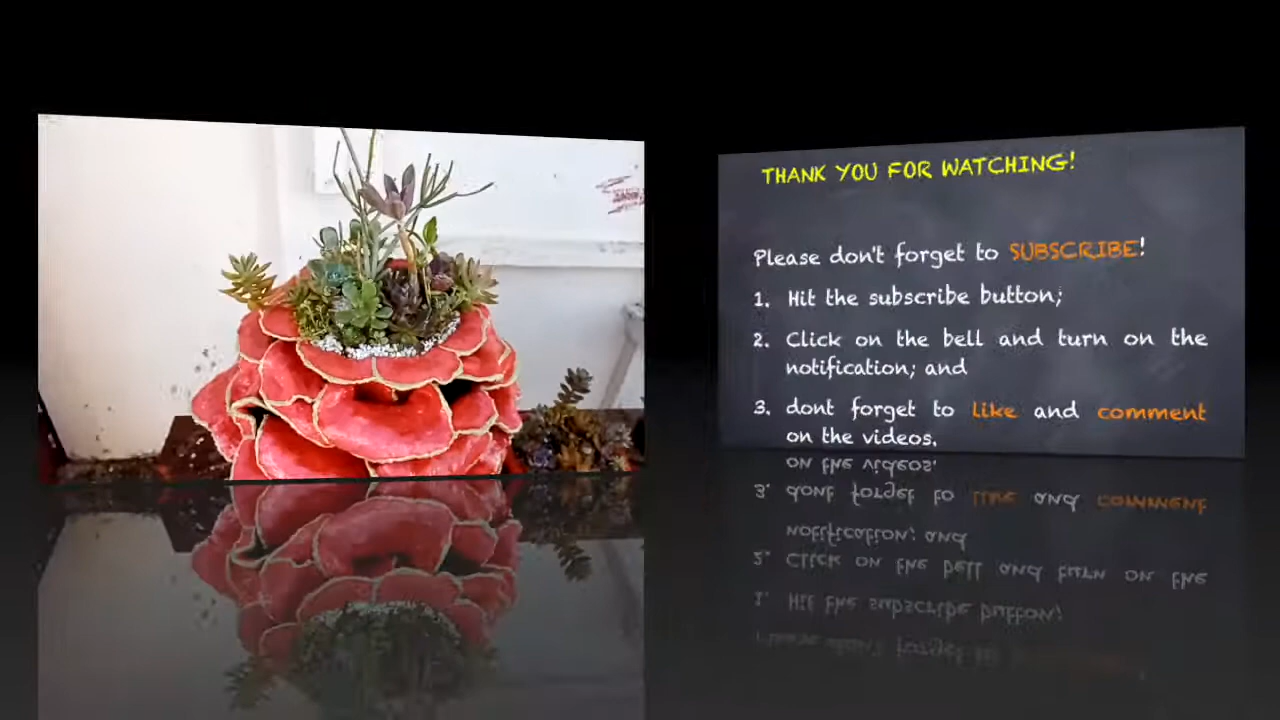 THANK YOU FOR WATCHING!
Please don't forget to SUBSCRIBE!
1. Hit the subscribe button;
2. Click on the bell and turn on the
notification; and
3. dont forget to like and comment
on the videos.